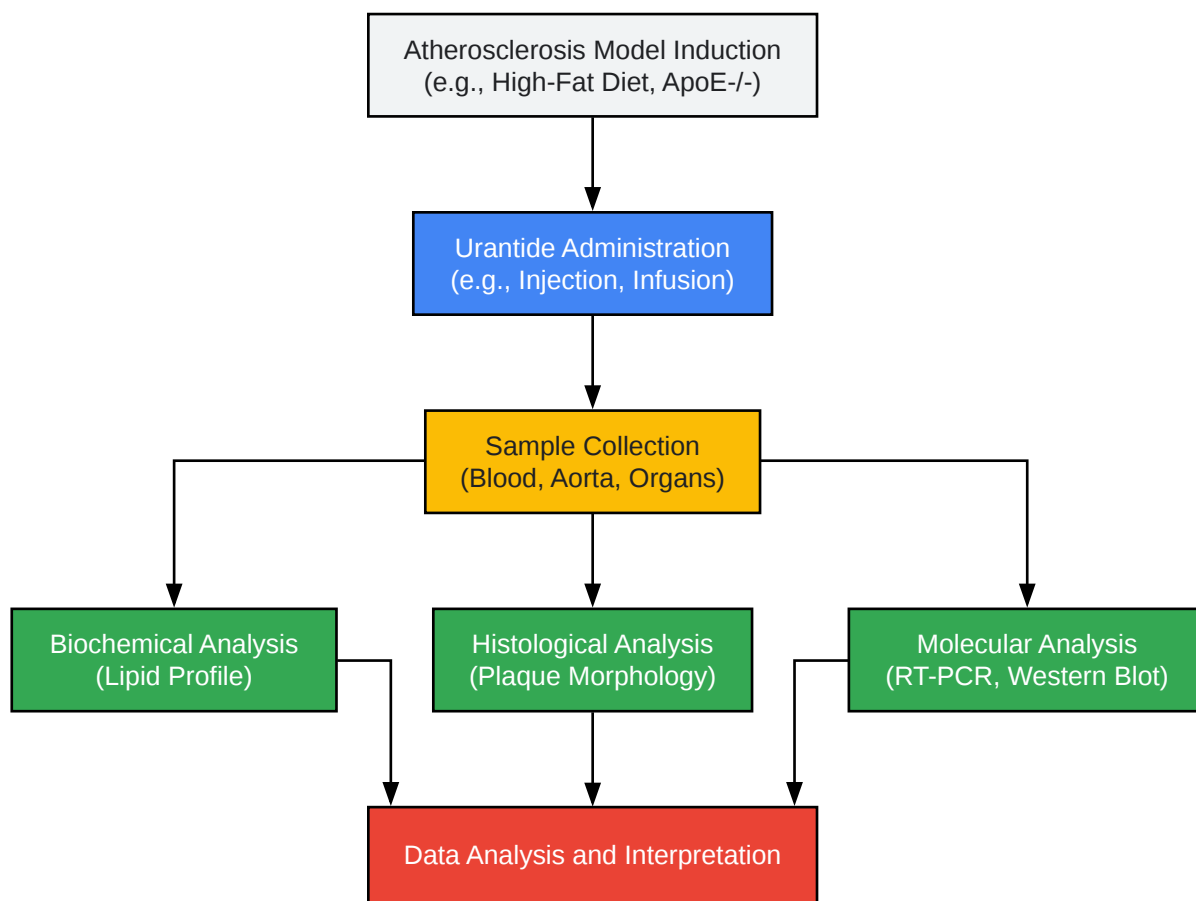 Atherosclerosis Model Induction
(e.g., High-Fat Diet, ApoE-/-)
Urantide Administration
(e.g., Injection, Infusion)
Sample Collection
(Blood, Aorta, Organs)
Biochemical Analysis
(Lipid Profile)
Histological Analysis
(Plaque Morphology)
Molecular Analysis
(RT-PCR, Western Blot)
Data Analysis and Interpretation